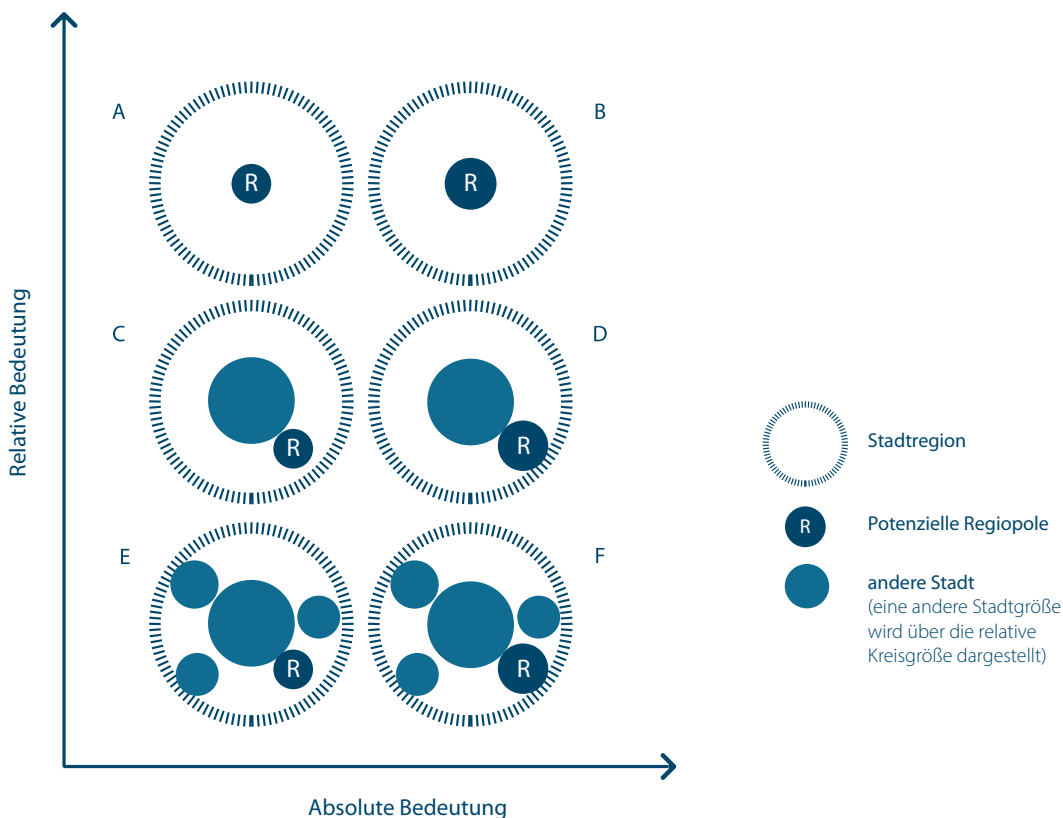 Relative Bedeutung
A
B
R
R
C
D
R
R
E
F
R
R
Absolute Bedeutung
Stadtregion
R
Potenzielle Regiopole
andere Stadt
(eine andere Stadtgröße
wird über die relative
Kreisgröße dargestellt)